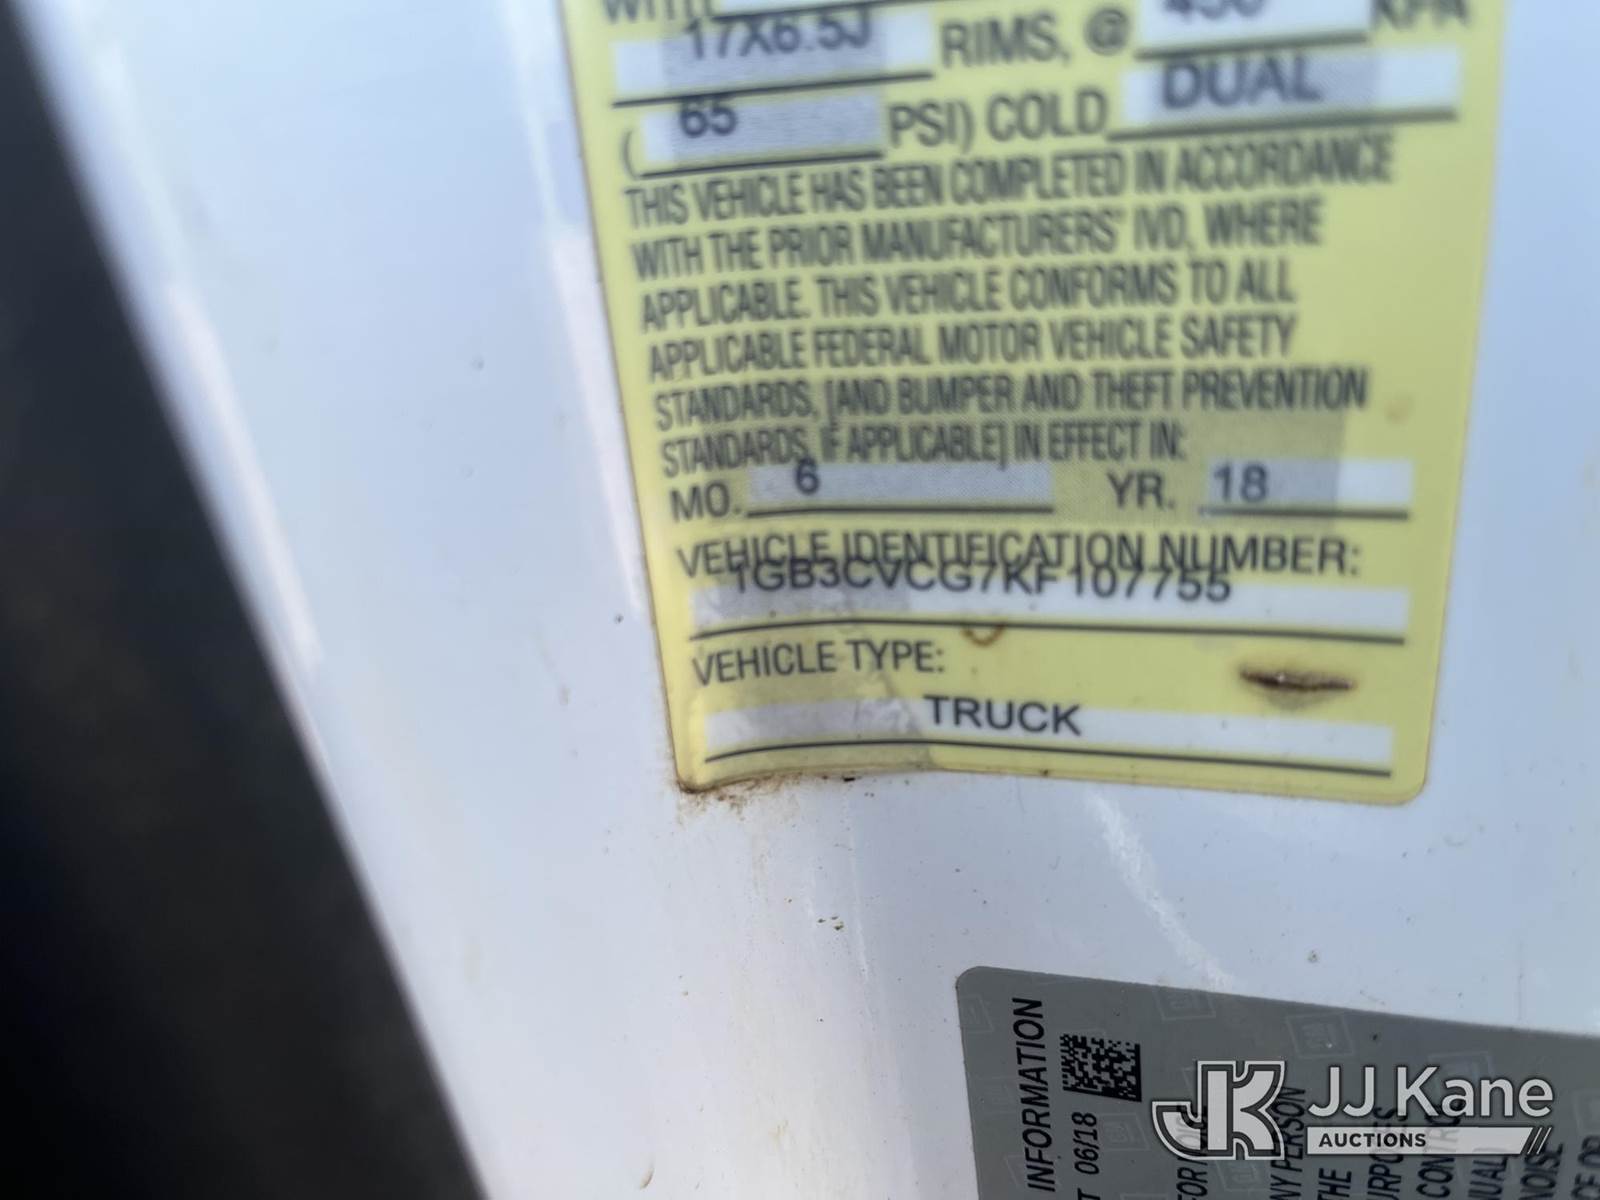 17X6.5J RIMS, @ 450 KPA
( 65 PSI) COLD DUAL
THIS VEHICLE HAS BEEN COMPLETED IN ACCORDANCE
WITH THE PRIOR MANUFACTURERS' IVD, WHERE
APPLICABLE. THIS VEHICLE CONFORMS TO ALL
APPLICABLE FEDERAL MOTOR VEHICLE SAFETY
STANDARDS, [AND BUMPER AND THEFT PREVENTION
STANDARDS, IF APPLICABLE] IN EFFECT IN:
MO. 6 YR. 18
VEHICLE IDENTIFICATION NUMBER:
1GB3CVCG7KF107755
VEHICLE TYPE:
TRUCK
INFORMATION
06/18
JJ Kane
AUCTIONS